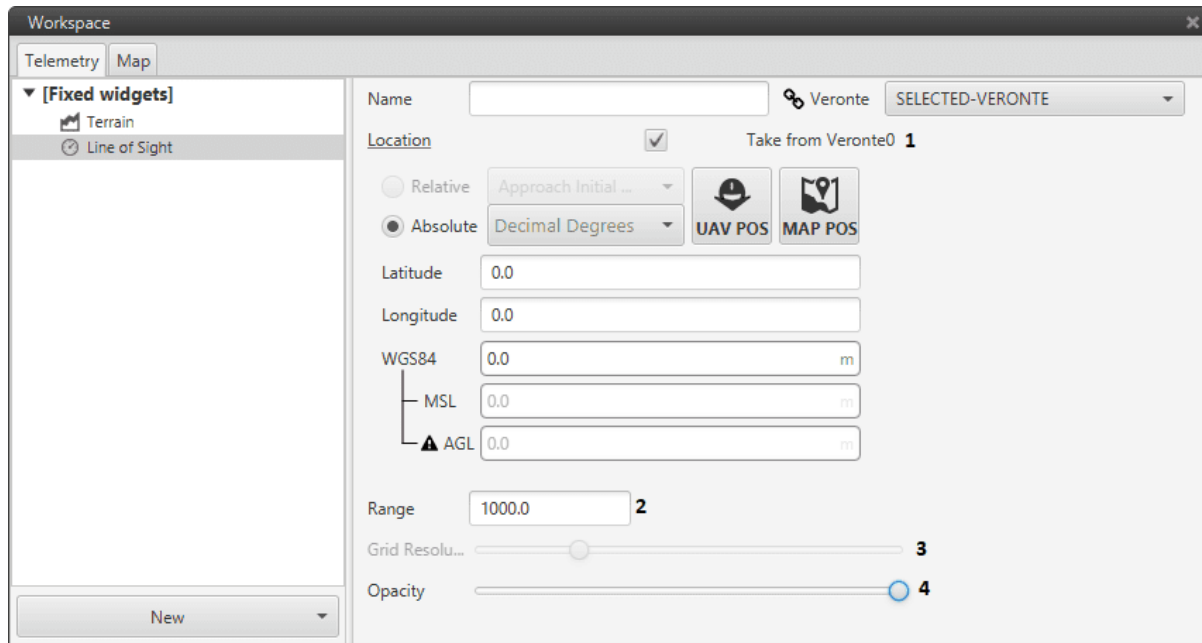 Workspace
Telemetry Map
[Fixed widgets]
Terrain
Line of Sight
New
Name Veronte SELECTED-VERONTE
Location Take from Veronte0 1
Relative Approach Initial ...
Absolute Decimal Degrees UAV POS MAP POS
Latitude 0.0
Longitude 0.0
WGS84 0.0 m
MSL 0.0 m
AGL 0.0 m
Range 1000.0 2
Grid Resolu... 3
Opacity 4